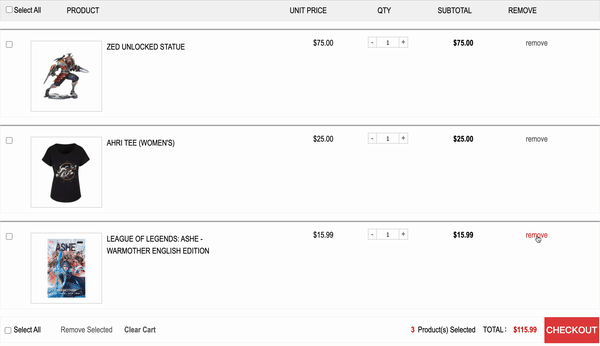 Select All PRODUCT UNIT PRICE QTY SUBTOTAL REMOVE
ZED UNLOCKED STATUE $75.00 - 1 + $75.00 remove
AHRI TEE (WOMEN'S) $25.00 - 1 + $25.00 remove
LEAGUE OF LEGENDS: ASHE - $15.99 - 1 + $15.99 remove
WARMOTHER ENGLISH EDITION
ASHE
Select All Remove Selected Clear Cart 3 Product(s) Selected TOTAL: $115.99 CHECKOUT